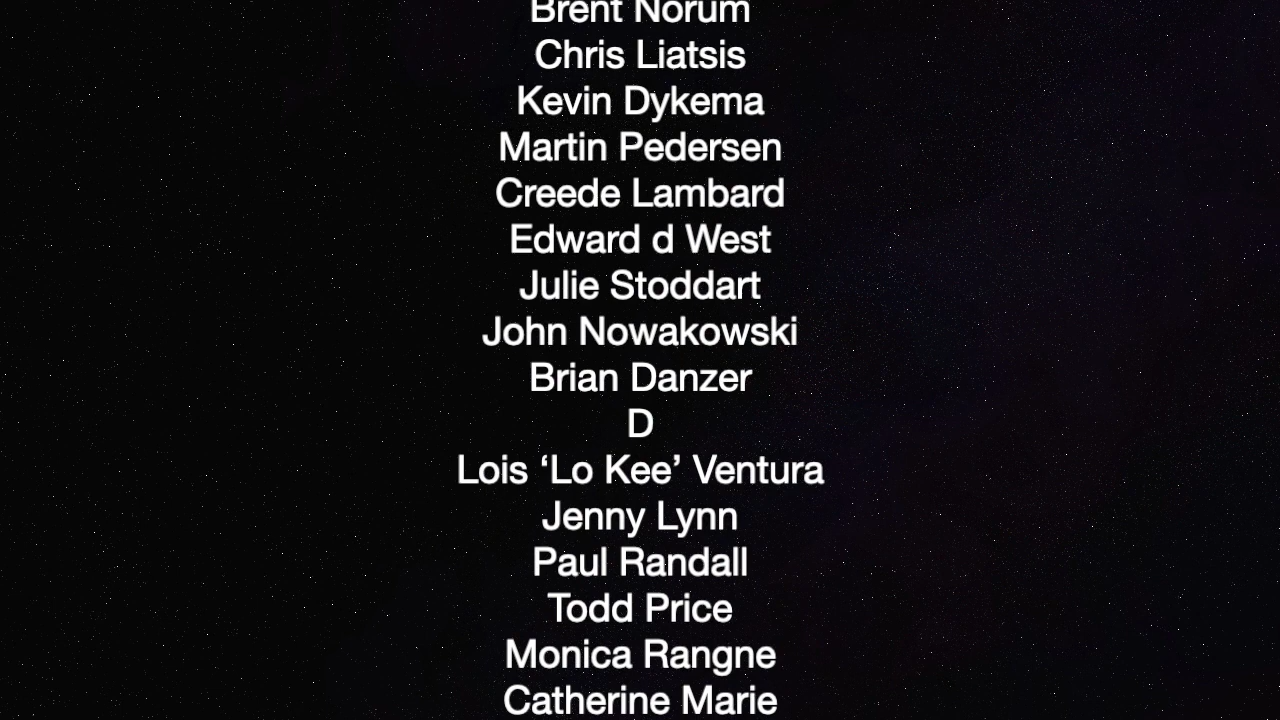 Brent Norum
Chris Liatsis
Kevin Dykema
Martin Pedersen
Creede Lambard
Edward d West
Julie Stoddart
John Nowakowski
Brian Danzer
D
Lois ‘Lo Kee’ Ventura
Jenny Lynn
Paul Randall
Todd Price
Monica Rangne
Catherine Marie